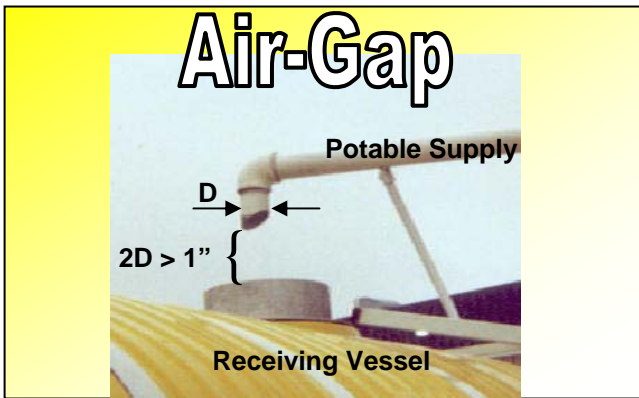 Air-Gap
Potable Supply
D
2D > 1”
Receiving Vessel